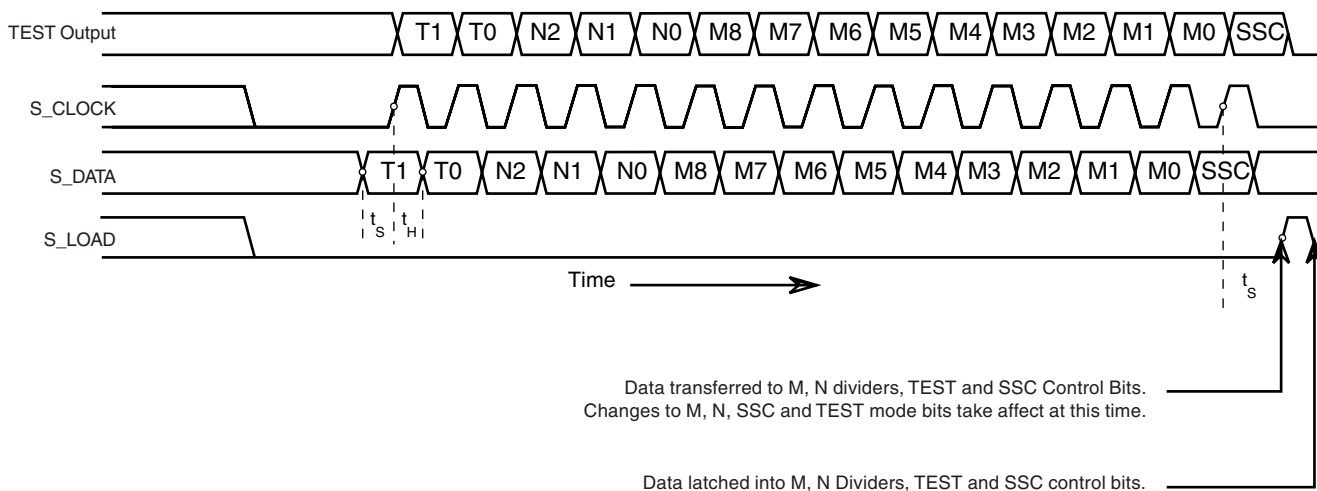 TEST Output T1 T0 N2 N1 N0 M8 M7 M6 M5 M4 M3 M2 M1 M0 SSC
S_CLOCK
S_DATA T1 T0 N2 N1 N0 M8 M7 M6 M5 M4 M3 M2 M1 M0 SSC
tS tH
S_LOAD
Time tS
Data transferred to M, N dividers, TEST and SSC Control Bits.
Changes to M, N, SSC and TEST mode bits take affect at this time.
Data latched into M, N Dividers, TEST and SSC control bits.